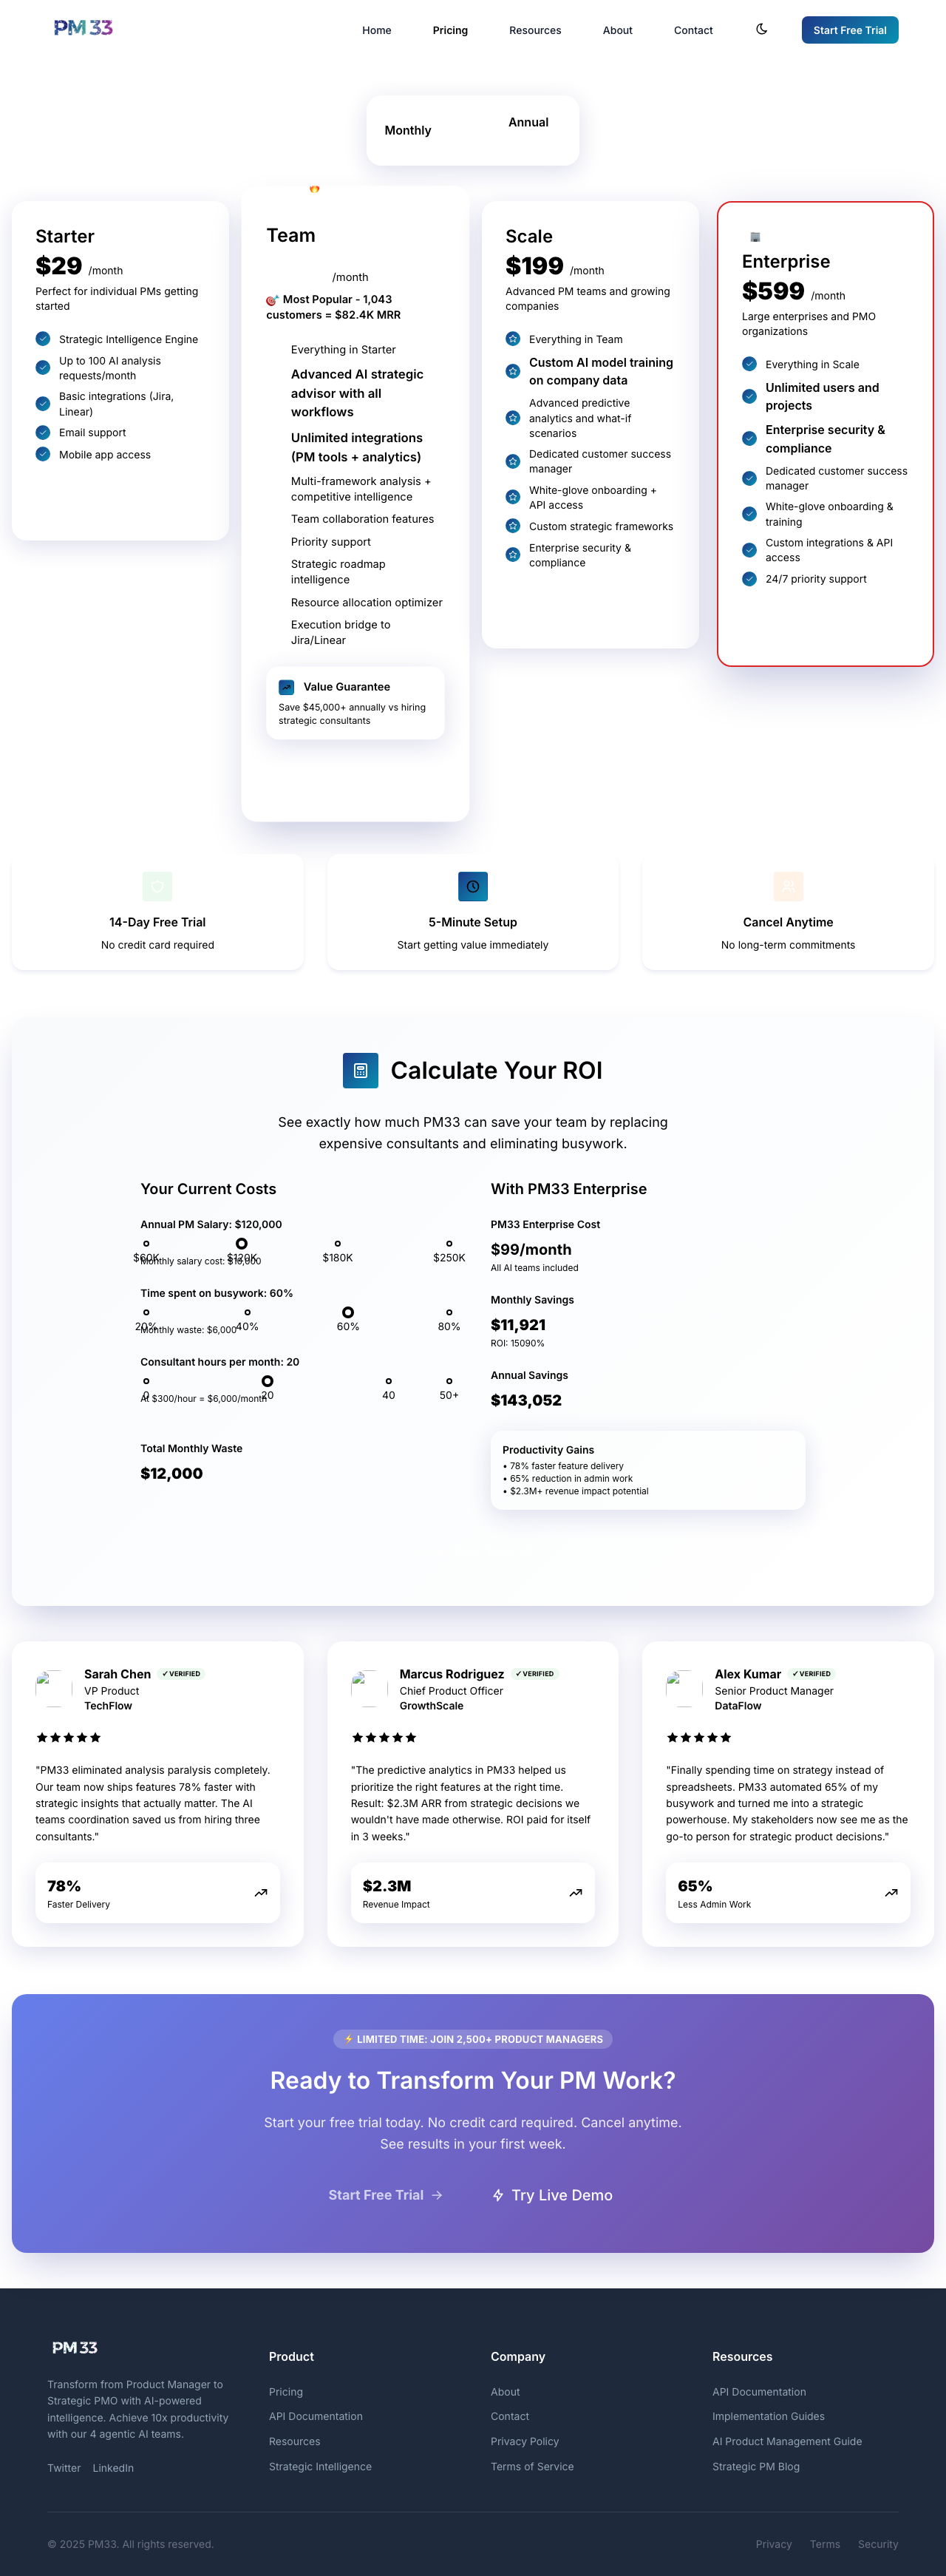 PM 33
Home
Pricing
Resources
About
Contact
Start Free Trial
Monthly
Annual
Starter
$29 /month
Perfect for individual PMs getting
started
Strategic Intelligence Engine
Up to 100 AI analysis
requests/month
Basic integrations (Jira,
Linear)
Email support
Mobile app access
Team
/month
🎯 Most Popular - 1,043
customers = $82.4K MRR
Everything in Starter
Advanced AI strategic
advisor with all
workflows
Unlimited integrations
(PM tools + analytics)
Multi-framework analysis +
competitive intelligence
Team collaboration features
Priority support
Strategic roadmap
intelligence
Resource allocation optimizer
Execution bridge to
Jira/Linear
Value Guarantee
Save $45,000+ annually vs hiring
strategic consultants
Scale
$199 /month
Advanced PM teams and growing
companies
Everything in Team
Custom AI model training
on company data
Advanced predictive
analytics and what-if
scenarios
Dedicated customer success
manager
White-glove onboarding +
API access
Custom strategic frameworks
Enterprise security &
compliance
Enterprise
$599 /month
Large enterprises and PMO
organizations
Everything in Scale
Unlimited users and
projects
Enterprise security &
compliance
Dedicated customer success
manager
White-glove onboarding &
training
Custom integrations & API
access
24/7 priority support
14-Day Free Trial
No credit card required
5-Minute Setup
Start getting value immediately
Cancel Anytime
No long-term commitments
Calculate Your ROI
See exactly how much PM33 can save your team by replacing
expensive consultants and eliminating busywork.
Your Current Costs
Annual PM Salary: $120,000
$60K $120K $180K $250K
Monthly salary cost: $10,000
Time spent on busywork: 60%
20% 40% 60% 80%
Monthly waste: $6,000
Consultant hours per month: 20
0 20 40 50+
At $300/hour = $6,000/month
Total Monthly Waste
$12,000
With PM33 Enterprise
PM33 Enterprise Cost
$99/month
All AI teams included
Monthly Savings
$11,921
ROI: 15090%
Annual Savings
$143,052
Productivity Gains
• 78% faster feature delivery
• 65% reduction in admin work
• $2.3M+ revenue impact potential
Sarah Chen ✓ VERIFIED
VP Product
TechFlow
★★★★★
"PM33 eliminated analysis paralysis completely.
Our team now ships features 78% faster with
strategic insights that actually matter. The AI
teams coordination saved us from hiring three
consultants."
78%
Faster Delivery
Marcus Rodriguez ✓ VERIFIED
Chief Product Officer
GrowthScale
★★★★★
"The predictive analytics in PM33 helped us
prioritize the right features at the right time.
Result: $2.3M ARR from strategic decisions we
wouldn't have made otherwise. ROI paid for itself
in 3 weeks."
$2.3M
Revenue Impact
Alex Kumar ✓ VERIFIED
Senior Product Manager
DataFlow
★★★★★
"Finally spending time on strategy instead of
spreadsheets. PM33 automated 65% of my
busywork and turned me into a strategic
powerhouse. My stakeholders now see me as the
go-to person for strategic product decisions."
65%
Less Admin Work
⚡ LIMITED TIME: JOIN 2,500+ PRODUCT MANAGERS
Ready to Transform Your PM Work?
Start your free trial today. No credit card required. Cancel anytime.
See results in your first week.
Start Free Trial →
Try Live Demo
PM 33
Transform from Product Manager to
Strategic PMO with AI-powered
intelligence. Achieve 10x productivity
with our 4 agentic AI teams.
Twitter LinkedIn
Product
Pricing
API Documentation
Resources
Strategic Intelligence
Company
About
Contact
Privacy Policy
Terms of Service
Resources
API Documentation
Implementation Guides
AI Product Management Guide
Strategic PM Blog
© 2025 PM33. All rights reserved.
Privacy Terms Security